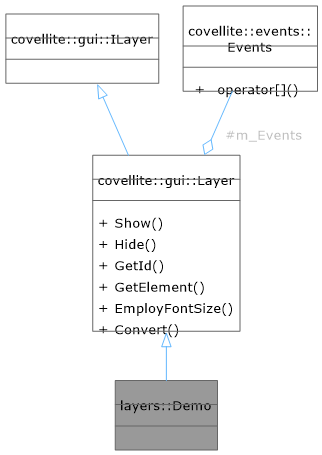 covellite::gui::ILayer
covellite::events::
Events
+ operator[]()
#m_Events
covellite::gui::Layer
+ Show()
+ Hide()
+ GetId()
+ GetElement()
+ EmployFontSize()
+ Convert()
layers::Demo